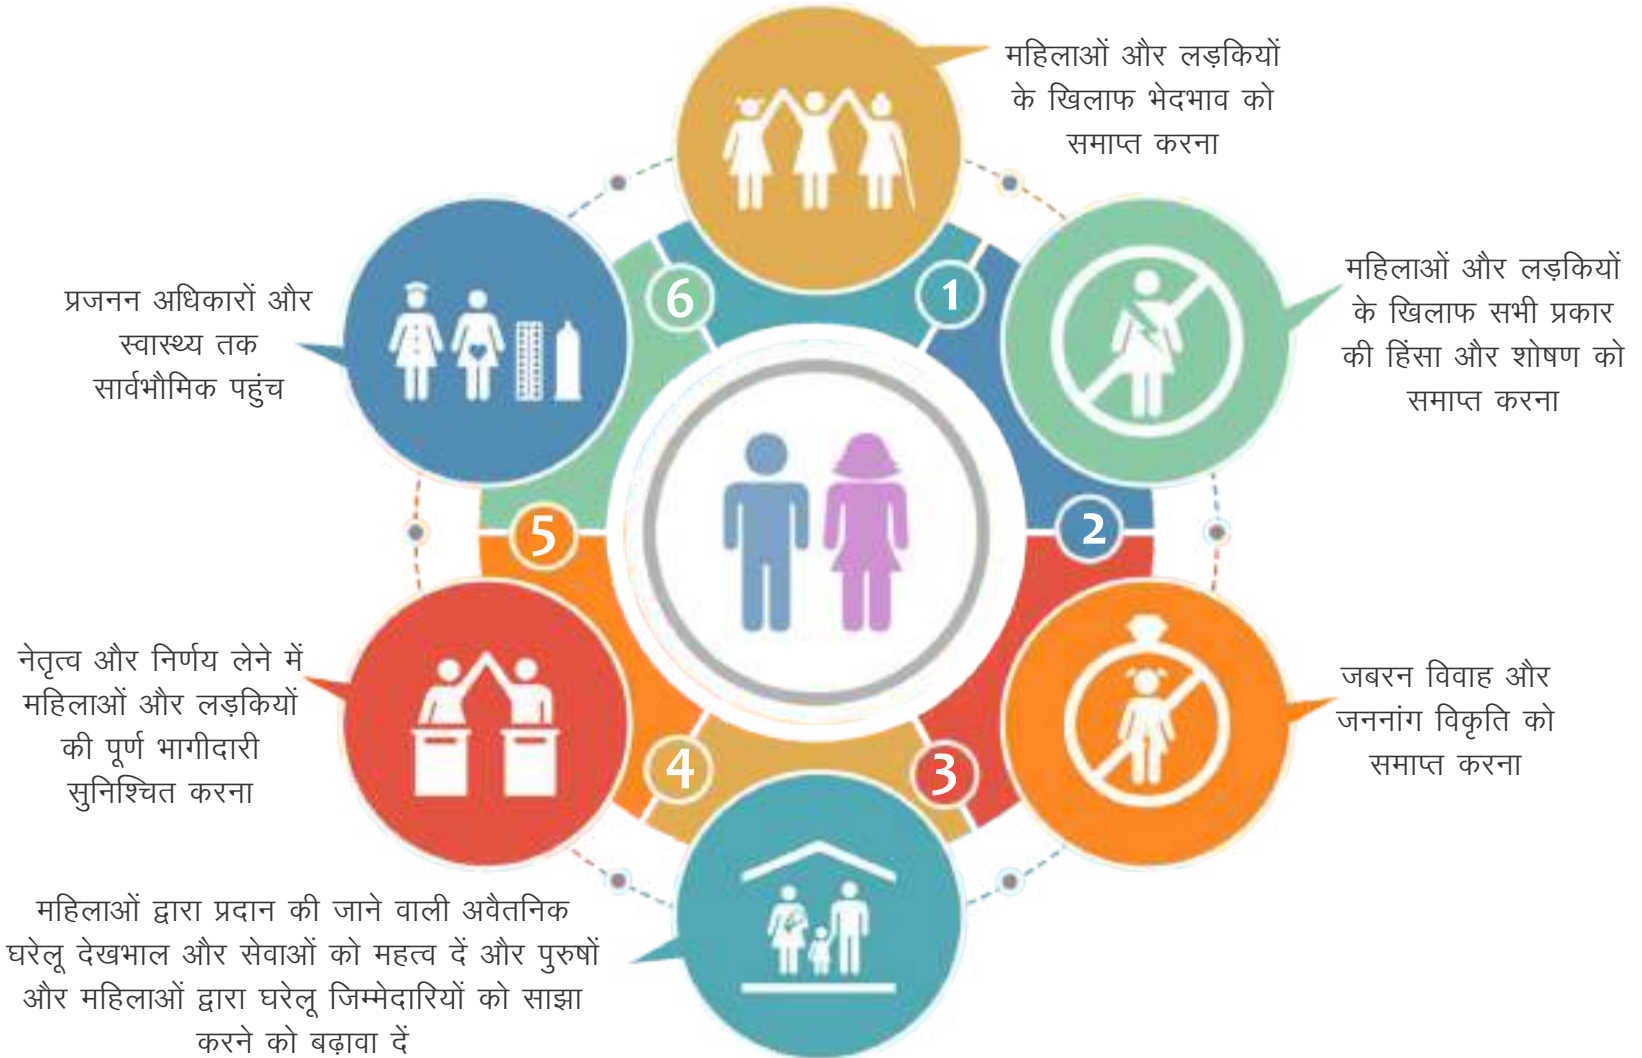 महिलाओं और लड़कियों
के खिलाफ भेदभाव को
समाप्त करना
1
महिलाओं और लड़कियों
के खिलाफ सभी प्रकार
की हिंसा और शोषण को
समाप्त करना
2
जबरन विवाह और
जननांग विकृति को
समाप्त करना
3
महिलाओं द्वारा प्रदान की जाने वाली अवैतनिक
घरेलू देखभाल और सेवाओं को महत्व दें और पुरुषों
और महिलाओं द्वारा घरेलू जिम्मेदारियों को साझा
करने को बढ़ावा दें
4
नेतृत्व और निर्णय लेने में
महिलाओं और लड़कियों
की पूर्ण भागीदारी
सुनिश्चित करना
5
प्रजनन अधिकारों और
स्वास्थ्य तक
सार्वभौमिक पहुंच
6